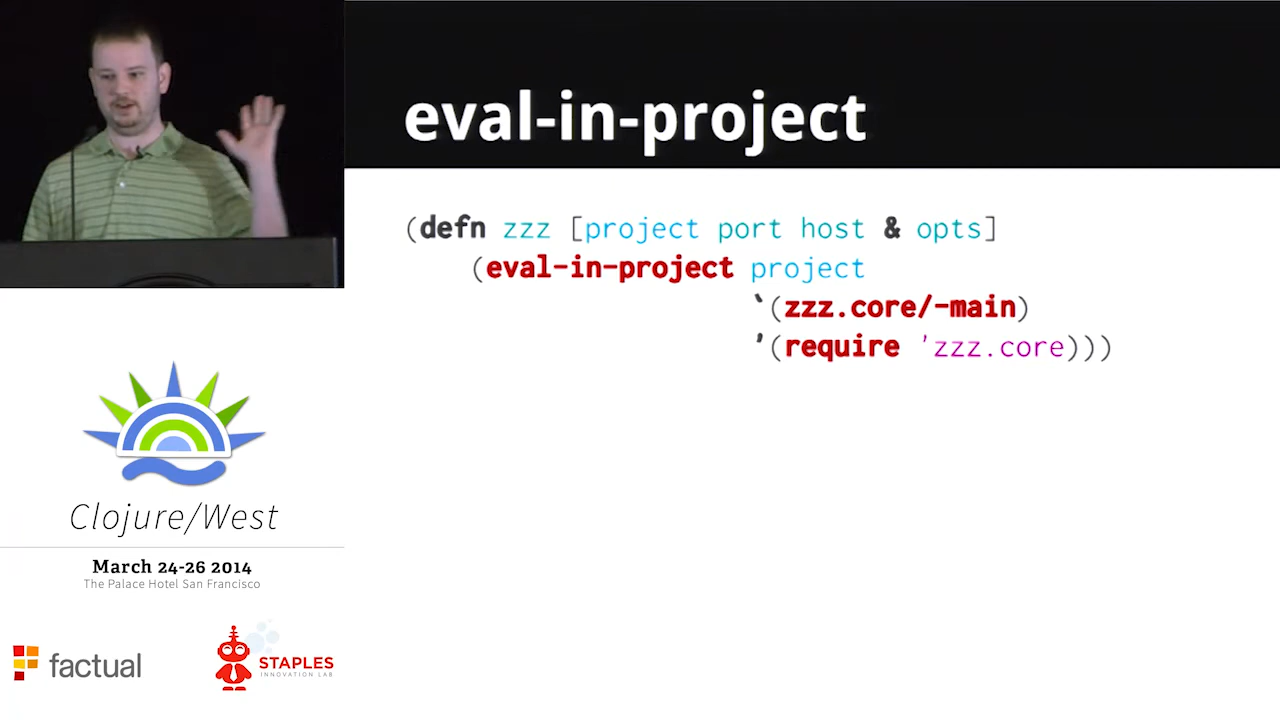 eval-in-project
(defn zzz [project port host & opts]
(eval-in-project project
`(zzz.core/-main)
'(require 'zzz.core)))
Clojure/West
March 24-26 2014
The Palace Hotel San Francisco
factual
STAPLES
INNOVATION LAB